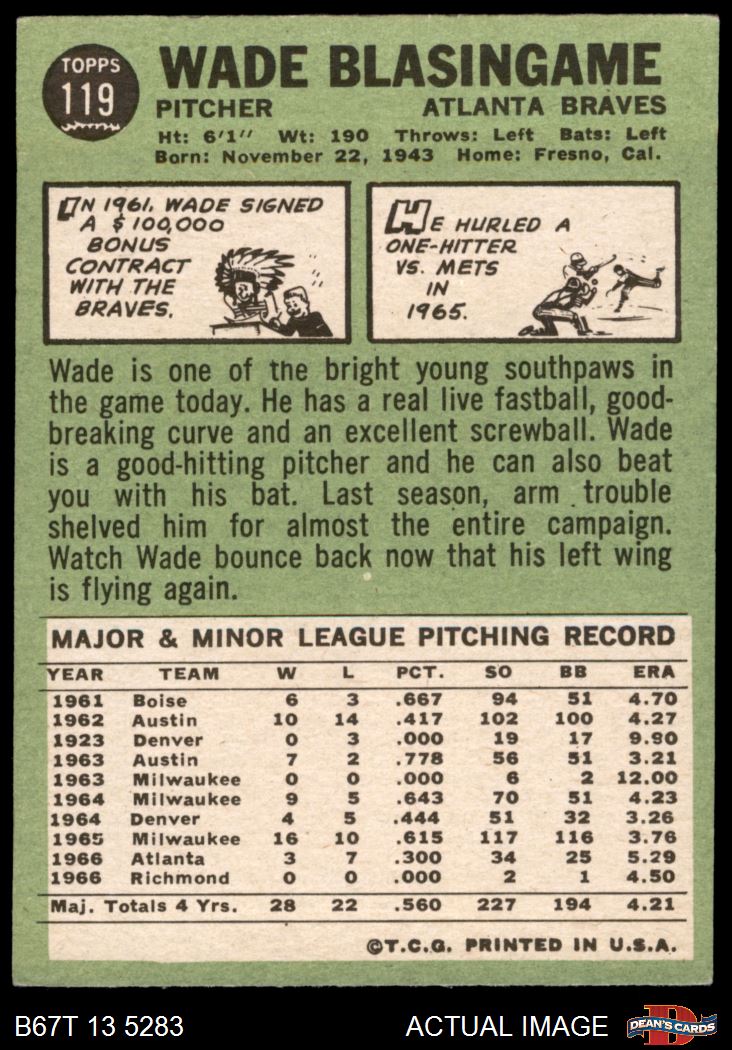 TOPPS
119
WADE BLASINGAME
PITCHER ATLANTA BRAVES
Ht: 6'1" Wt: 190 Throws: Left Bats: Left
Born: November 22, 1943 Home: Fresno, Cal.
IN 1961, WADE SIGNED
A $100,000
BONUS
CONTRACT
WITH THE
BRAVES.
HE HURLED A
ONE-HITTER
VS. METS
IN
1965.
Wade is one of the bright young southpaws in
the game today. He has a real live fastball, good-
breaking curve and an excellent screwball. Wade
is a good-hitting pitcher and he can also beat
you with his bat. Last season, arm trouble
shelved him for almost the entire campaign.
Watch Wade bounce back now that his left wing
is flying again.
MAJOR & MINOR LEAGUE PITCHING RECORD
YEAR TEAM W L PCT. SO BB ERA
1961 Boise 6 3 .667 94 51 4.70
1962 Austin 10 14 .417 102 100 4.27
1923 Denver 0 3 .000 19 17 9.90
1963 Austin 7 2 .778 56 51 3.21
1963 Milwaukee 0 0 .000 6 2 12.00
1964 Milwaukee 9 5 .643 70 51 4.23
1964 Denver 4 5 .444 51 32 3.26
1965 Milwaukee 16 10 .615 117 116 3.76
1966 Atlanta 3 7 .300 34 25 5.29
1966 Richmond 0 0 .000 2 1 4.50
Maj. Totals 4 Yrs. 28 22 .560 227 194 4.21
©T.C.G. PRINTED IN U.S.A.
B67T 13 5283 ACTUAL IMAGE D DEAN'S CARDS